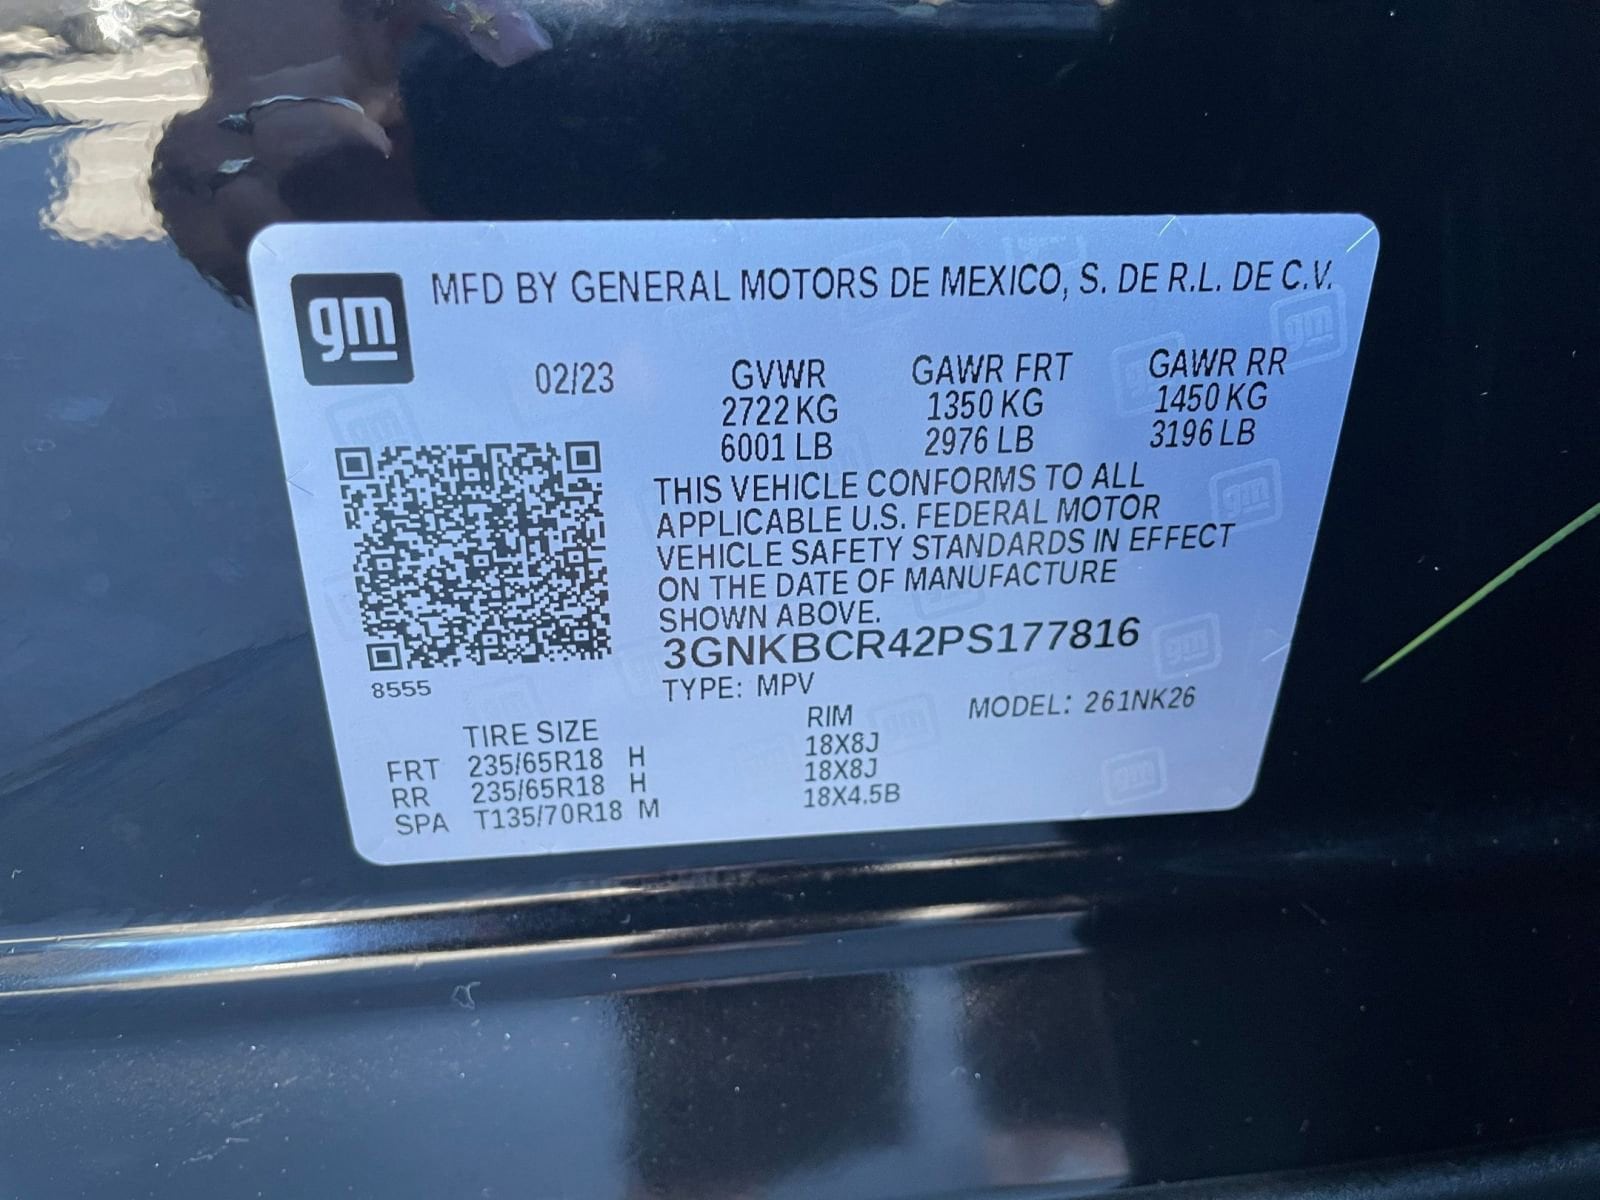 gm
MFD BY GENERAL MOTORS DE MEXICO, S. DE R.L. DE C.V.
02/23 GVWR GAWR FRT GAWR RR
2722 KG 1350 KG 1450 KG
6001 LB 2976 LB 3196 LB
THIS VEHICLE CONFORMS TO ALL
APPLICABLE U.S. FEDERAL MOTOR
VEHICLE SAFETY STANDARDS IN EFFECT
ON THE DATE OF MANUFACTURE
SHOWN ABOVE.
3GNKBCR42PS177816
8555
TYPE: MPV MODEL: 261NK26
TIRE SIZE RIM
FRT 235/65R18 H 18X8J
RR 235/65R18 H 18X8J
SPA T135/70R18 M 18X4.5B